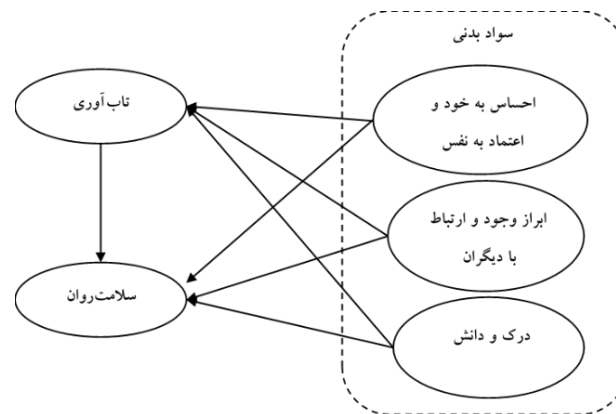 سواد بدنی
احساس به خود و
اعتماد به نفس
تاب آوری
ابراز وجود و ارتباط
با دیگران
سلامت‌روان
درک و دانش